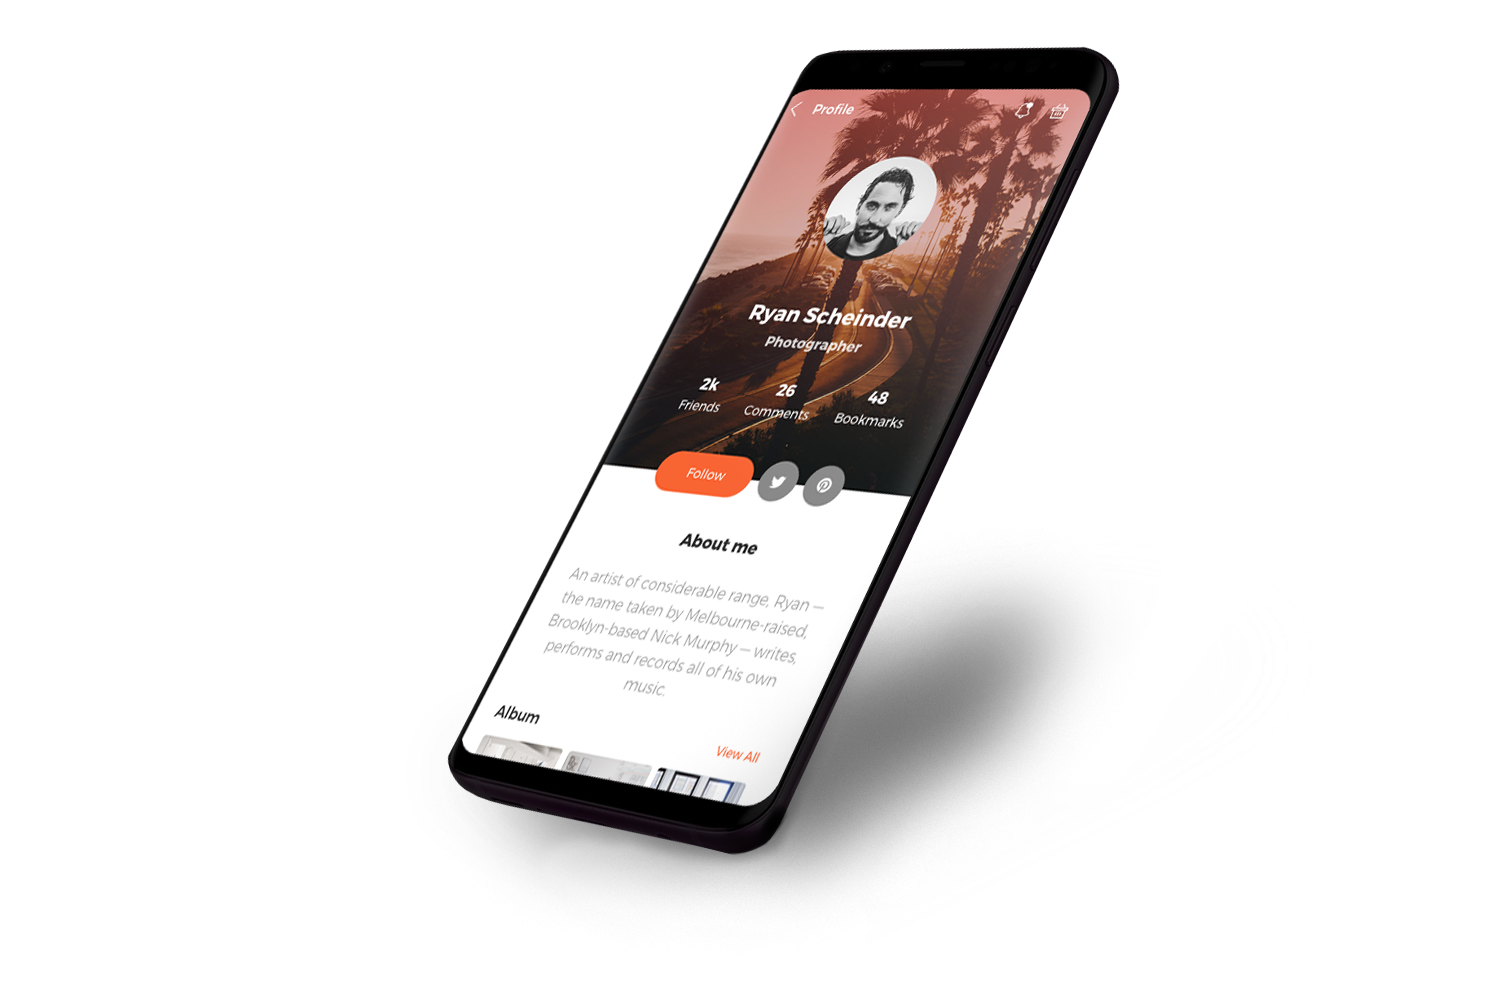 Profile
Ryan Scheinder
Photographer
2k 26 48
Friends Comments Bookmarks
Follow
About me
An artist of considerable range, Ryan —
the name taken by Melbourne-raised,
Brooklyn-based Nick Murphy — writes,
performs and records all of his own
music.
Album
View All